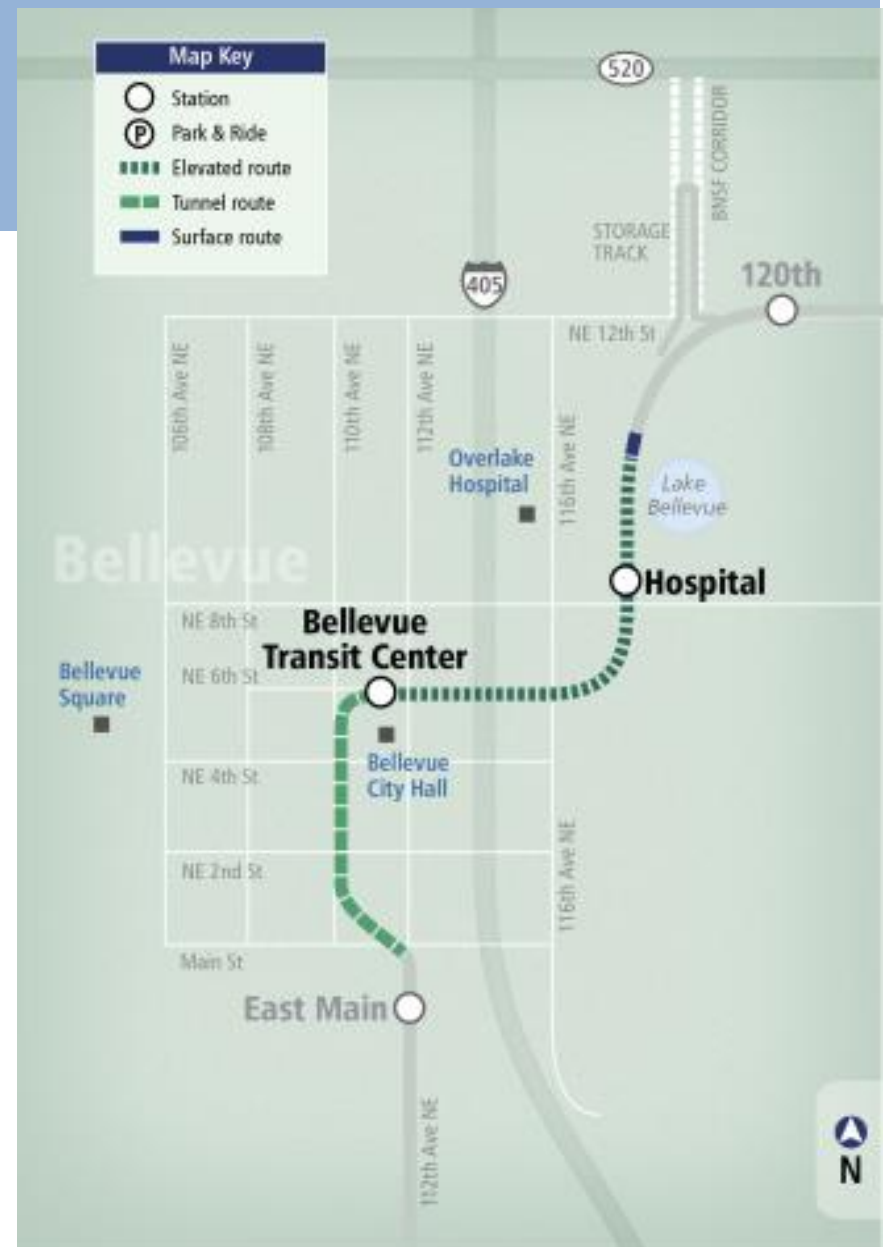 Map Key
Station
P
Park & Ride
Elevated route
Tunnel route
Surface route
520
BNSF CORRIDOR
STORAGE
TRACK
405
120th
NE 12th St
106th Ave NE
108th Ave NE
110th Ave NE
112th Ave NE
Overlake
Hospital
116th Ave NE
Lake
Bellevue
Bellevue
Hospital
NE 8th St
Bellevue
Transit Center
NE 6th St
Bellevue
Square
Bellevue
City Hall
NE 4th St
NE 2nd St
116th Ave NE
Main St
East Main
112th Ave NE
N